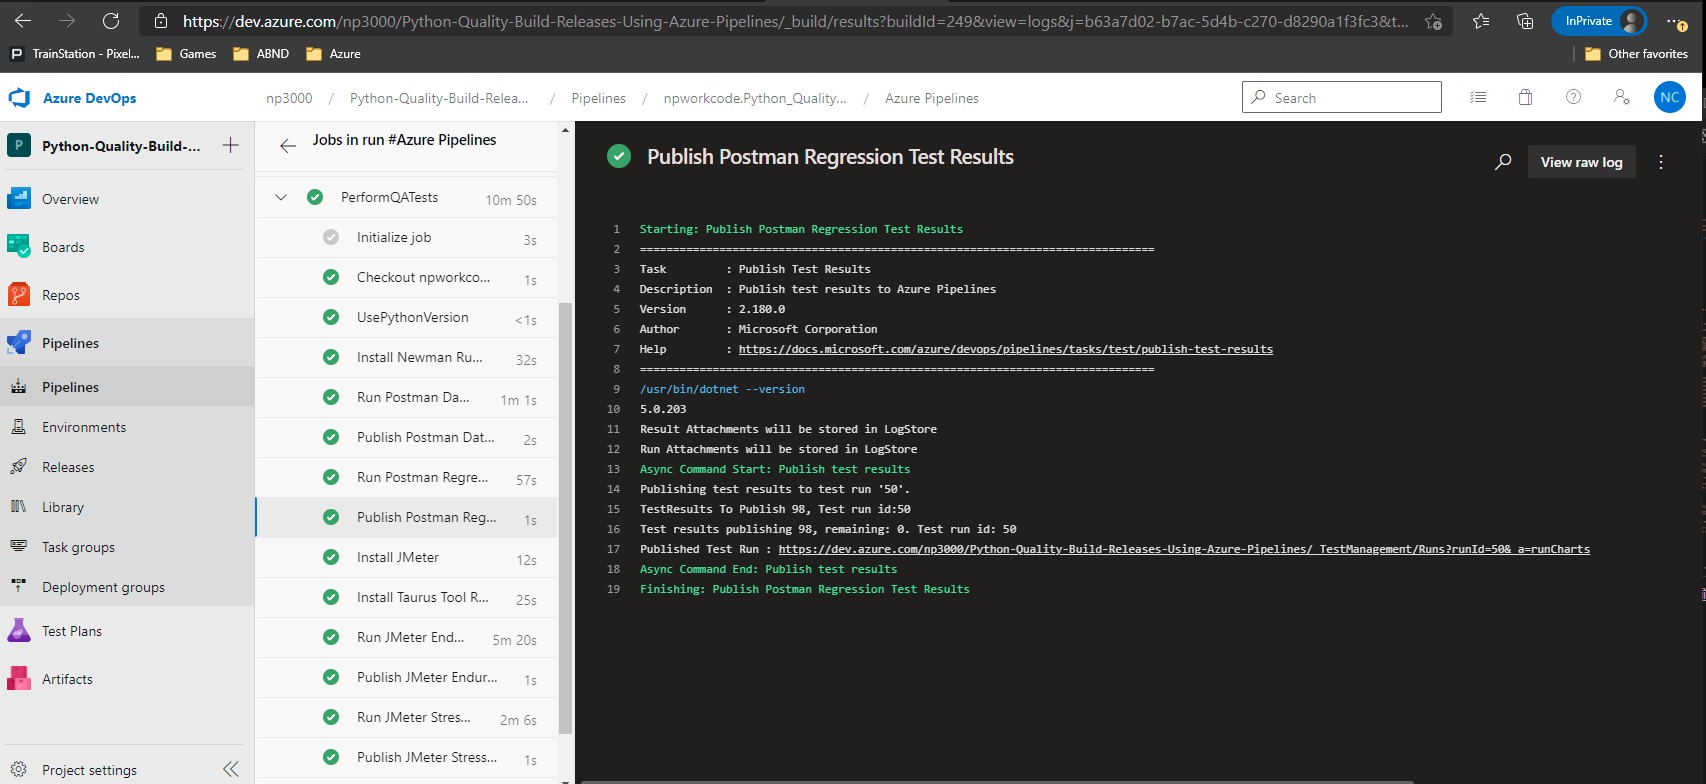 https://dev.azure.com/np3000/Python-Quality-Build-Releases-Using-Azure-Pipelines/_build/results?buildId=249&view=logs&j=b63a7d02-b7ac-5d4b-c270-d8290a1f3fc3&t...
InPrivate
TrainStation - Pixel...
Games
ABND
Azure
Other favorites
Azure DevOps
np3000 / Python-Quality-Build-Relea... / Pipelines / npworkcode.Python_Quality... / Azure Pipelines
Search
NC
P Python-Quality-Build-...
Overview
Boards
Repos
Pipelines
Pipelines
Environments
Releases
Library
Task groups
Deployment groups
Test Plans
Artifacts
Project settings
Jobs in run #Azure Pipelines
PerformQATests 10m 50s
Initialize job 3s
Checkout npworkco... 1s
UsePythonVersion <1s
Install Newman Ru... 32s
Run Postman Da... 1m 1s
Publish Postman Dat... 2s
Run Postman Regre... 57s
Publish Postman Reg... 1s
Install JMeter 12s
Install Taurus Tool R... 25s
Run JMeter End... 5m 20s
Publish JMeter Endur... 1s
Run JMeter Stres... 2m 6s
Publish JMeter Stress... 1s
Publish Postman Regression Test Results
View raw log
1 Starting: Publish Postman Regression Test Results
2 ==============================================================================
3 Task : Publish Test Results
4 Description : Publish test results to Azure Pipelines
5 Version : 2.180.0
6 Author : Microsoft Corporation
7 Help : https://docs.microsoft.com/azure/devops/pipelines/tasks/test/publish-test-results
8 ==============================================================================
9 /usr/bin/dotnet --version
10 5.0.203
11 Result Attachments will be stored in LogStore
12 Run Attachments will be stored in LogStore
13 Async Command Start: Publish test results
14 Publishing test results to test run '50'.
15 TestResults To Publish 98, Test run id:50
16 Test results publishing 98, remaining: 0. Test run id: 50
17 Published Test Run : https://dev.azure.com/np3000/Python-Quality-Build-Releases-Using-Azure-Pipelines/_TestManagement/Runs?runId=50&_a=runCharts
18 Async Command End: Publish test results
19 Finishing: Publish Postman Regression Test Results